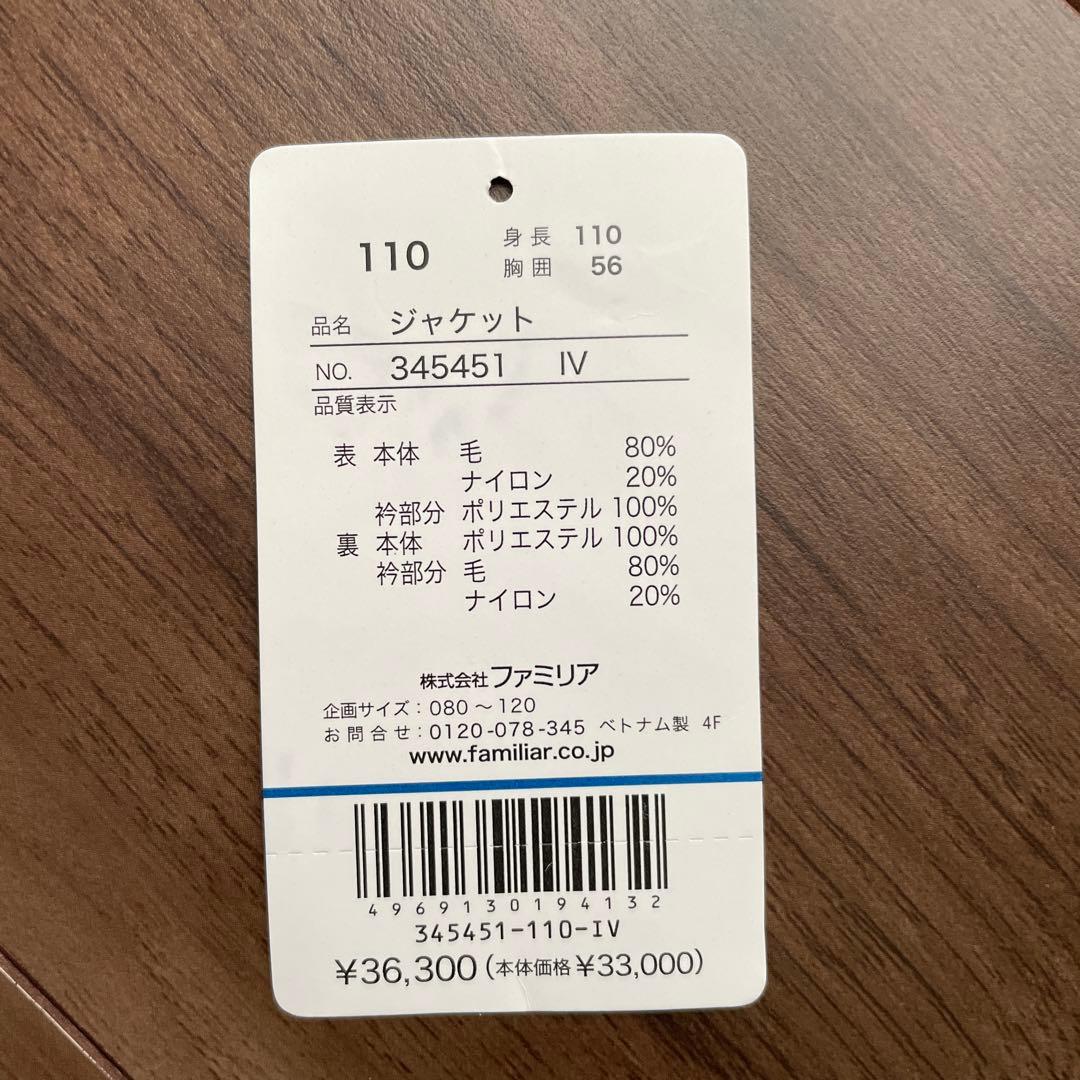 110 身長 110
胸囲 56
品名 ジャケット
NO. 345451 IV
品質表示
表 本体 毛 80%
ナイロン 20%
衿部分 ポリエステル 100%
裏 本体 ポリエステル 100%
衿部分 毛 80%
ナイロン 20%
株式会社ファミリア
企画サイズ：080～120
お問合せ：0120-078-345 ベトナム製 4F
www.familiar.co.jp
4969130194132
345451-110-IV
¥36,300(本体価格¥33,000)